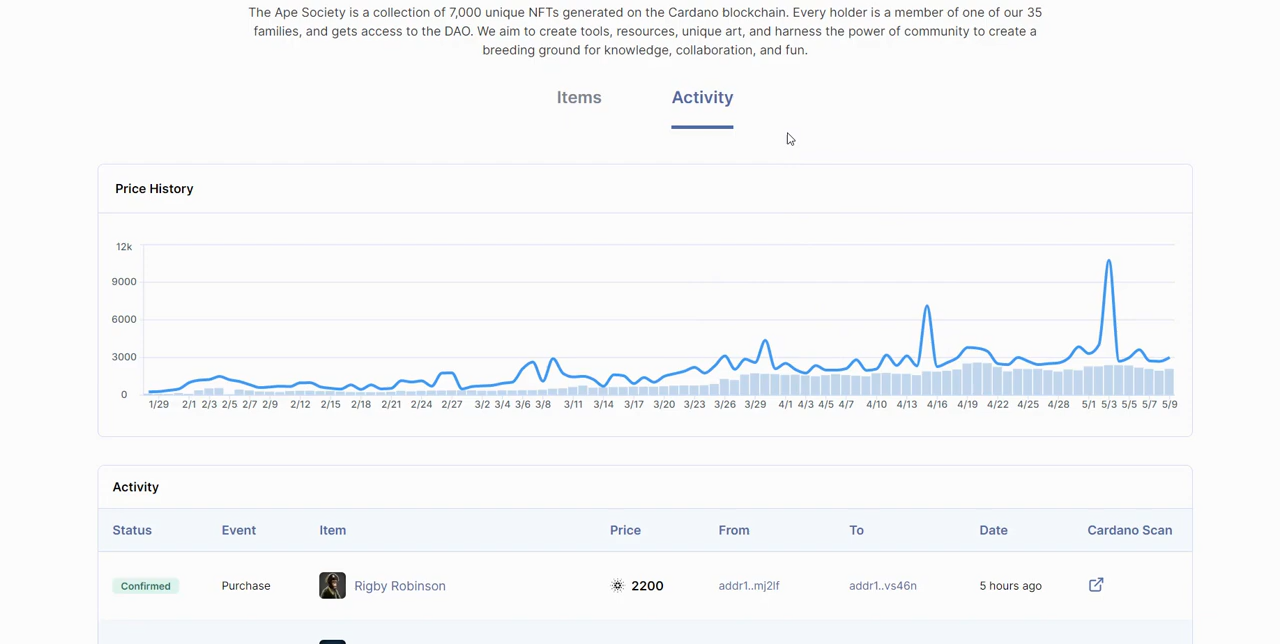 The Ape Society is a collection of 7,000 unique NFTs generated on the Cardano blockchain. Every holder is a member of one of our 35
families, and gets access to the DAO. We aim to create tools, resources, unique art, and harness the power of community to create a
breeding ground for knowledge, collaboration, and fun.
Items Activity
Price History
12k
9000
6000
3000
0
1/29 2/1 2/3 2/5 2/7 2/9 2/12 2/15 2/18 2/21 2/24 2/27 3/2 3/4 3/6 3/8 3/11 3/14 3/17 3/20 3/23 3/26 3/29 4/1 4/3 4/5 4/7 4/10 4/13 4/16 4/19 4/22 4/25 4/28 5/1 5/3 5/5 5/7 5/9
Activity
Status Event Item Price From To Date Cardano Scan
Confirmed Purchase Rigby Robinson 2200 addr1..mj2lf addr1..vs46n 5 hours ago